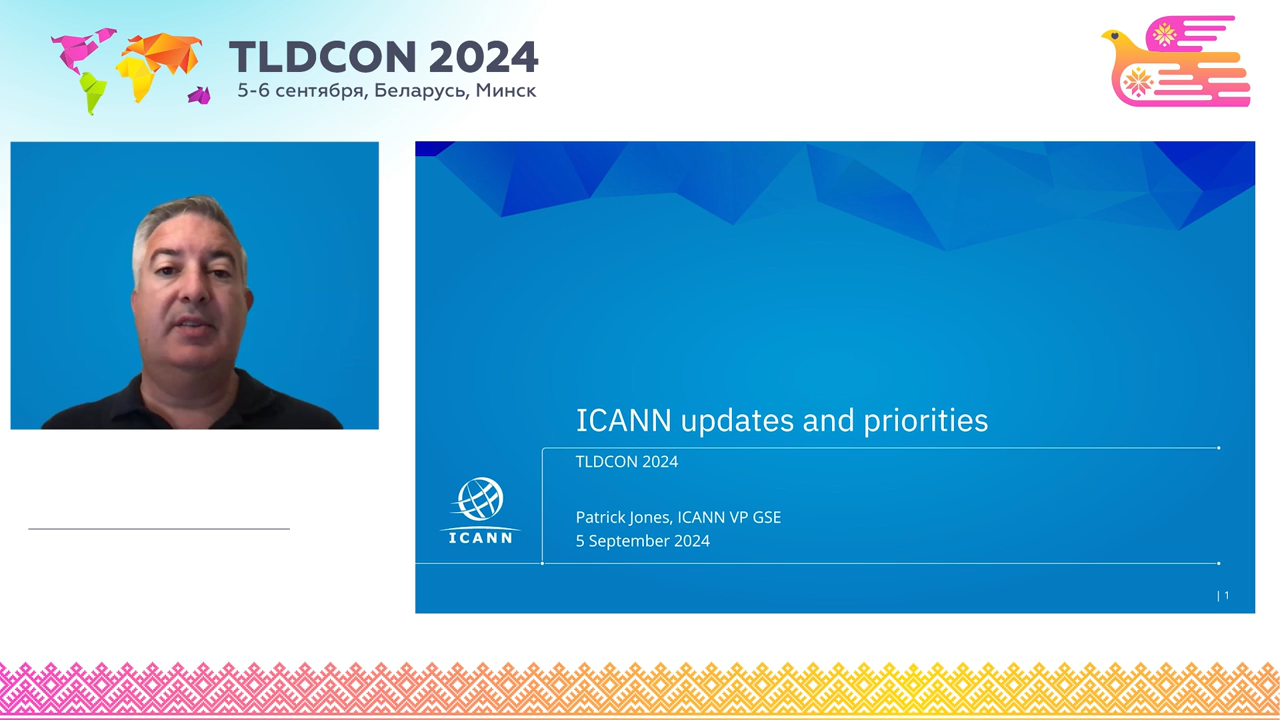 TLDCON 2024
5-6 сентября, Беларусь, Минск
ICANN updates and priorities
TLDCON 2024
Patrick Jones, ICANN VP GSE
5 September 2024
ICANN
| 1